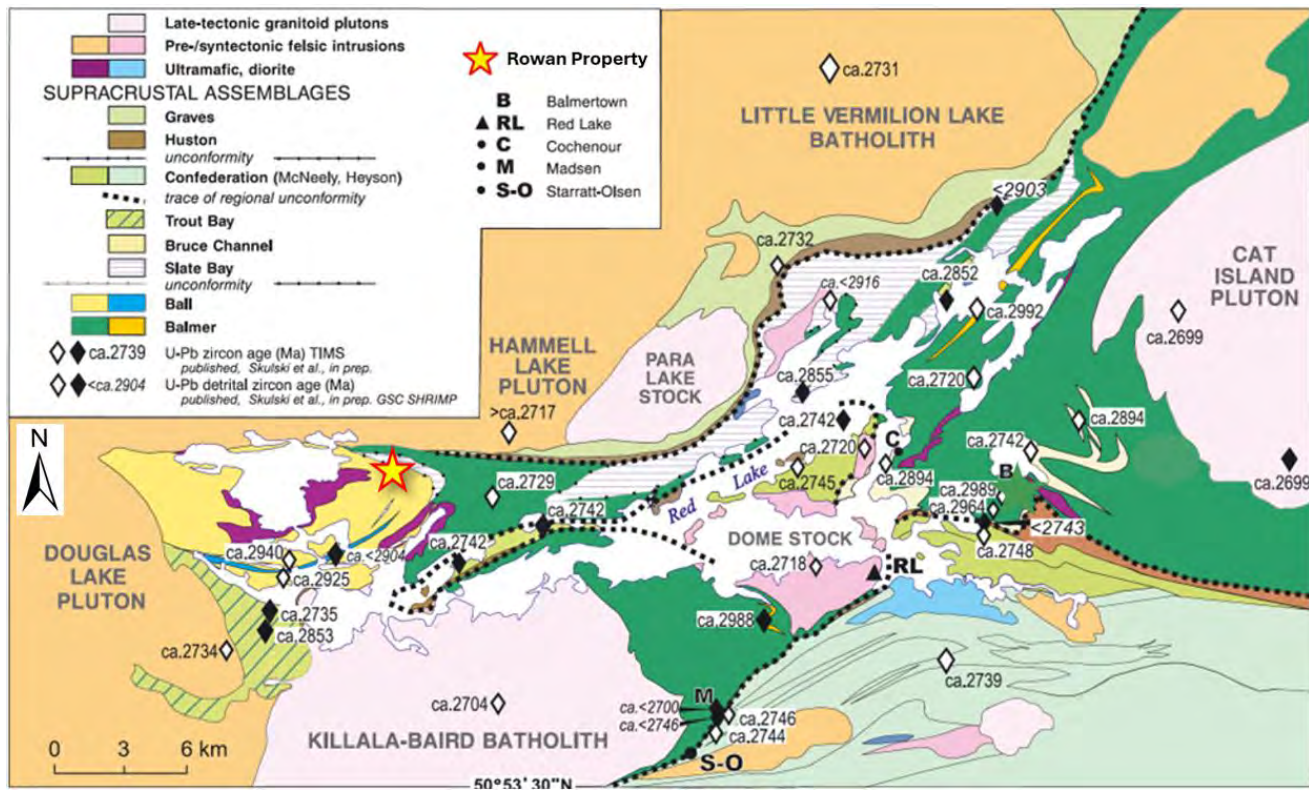 Late-tectonic granitoid plutons
Pre-/syntectonic felsic intrusions
Ultramafic, diorite
SUPRACRUSTAL ASSEMBLAGES
Graves
Huston
unconformity
Confederation (McNeely, Heyson)
trace of regional unconformity
Trout Bay
Bruce Channel
Slate Bay
unconformity
Ball
Balmer
ca.2739 U-Pb zircon age (Ma) TIMS
published, Skulski et al., in prep.
<ca.2904 U-Pb detrital zircon age (Ma)
published, Skulski et al., in prep. GSC SHRIMP
Rowan Property
B Balmertown
RL Red Lake
C Cochenour
M Madsen
S-O Starratt-Olsen
ca.2731
LITTLE VERMILION LAKE
BATHOLITH
<2903
ca.2732
ca.2852
CAT
ISLAND
PLUTON
ca.<2916
ca.2992
ca.2699
HAMMELL
LAKE
PLUTON
PARA
LAKE
STOCK
ca.2855
ca.2720
>ca.2717
ca.2742
ca.2894
N
ca.2720
C
ca.2742
B
ca.2745
ca.2894
ca.2699
Red Lake
ca.2729
ca.2989
ca.2964
ca.2742
<2743
ca.2748
DOME STOCK
ca.2742
ca.2940
ca.<2904
ca.2718
RL
DOUGLAS
LAKE
PLUTON
ca.2925
ca.2735
ca.2853
ca.2988
ca.2734
ca.2739
ca.2704
M
ca.<2700
ca.<2746
ca.2746
ca.2744
KILLALA-BAIRD BATHOLITH
S-O
0 3 6 km
50°53'30"N